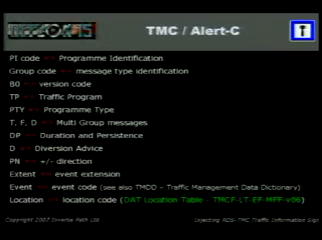 TMC / Alert-C
PI code => Programme Identification
Group code => message type identification
B0 => version code
TP => Traffic Program
PTY => Programme Type
T, F, D => Multi Group messages
DP => Duration and Persistence
D => Diversion Advice
PN => +/- direction
Extent => event extension
Event => event code (see also TMDD - Traffic Management Data Dictionary)
Location => location code (DAT Location Table - TMCF-LT-EF-MFF-v06)
Copyright 2007 Inverse Path Ltd
Injecting RDS-TMC Traffic Information Sig